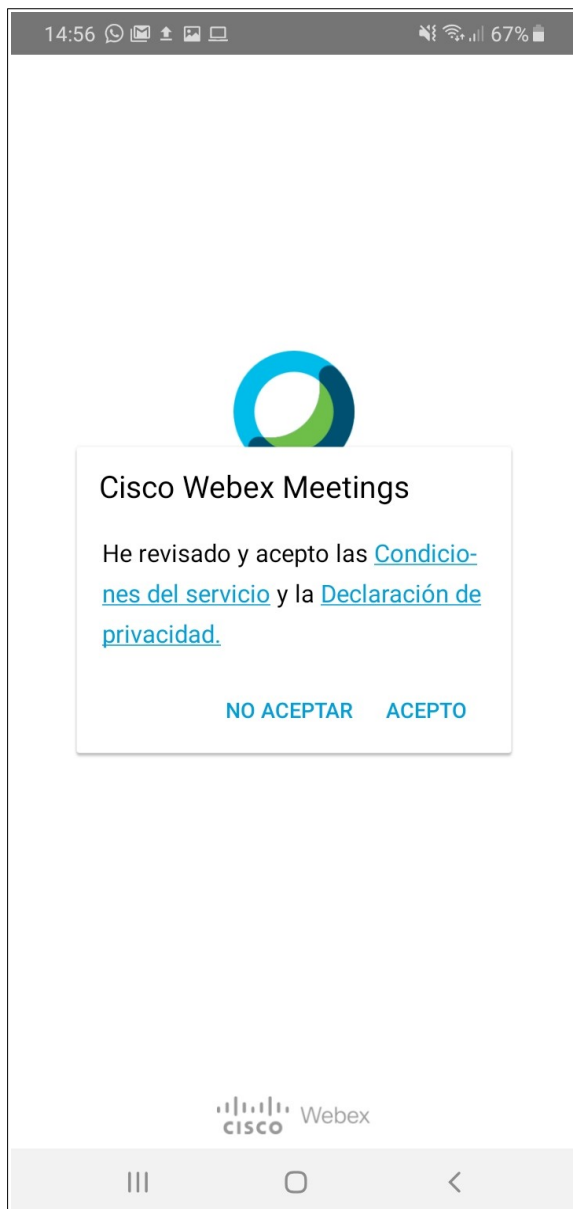 14:56
67%
Cisco Webex Meetings
He revisado y acepto las Condicio-
nes del servicio y la Declaración de
privacidad.
NO ACEPTAR ACEPTO
CISCO Webex